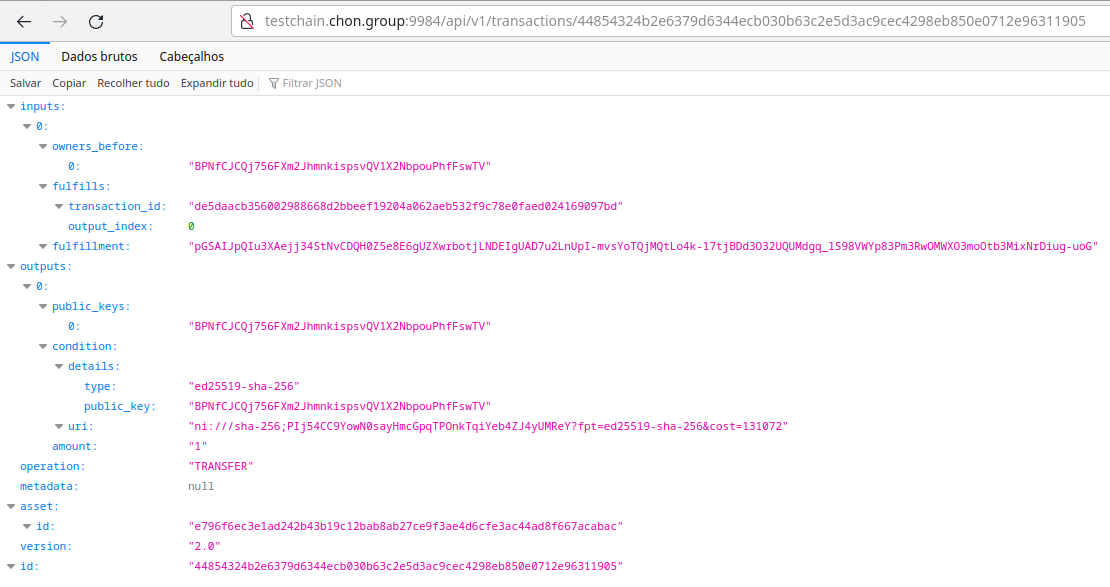 testchain.chon.group:9984/api/v1/transactions/44854324b2e6379d6344ecb030b63c2e5d3ac9cec4298eb850e0712e96311905
JSON Dados brutos Cabeçalhos
Salvar Copiar Recolher tudo Expandir tudo Filtrar JSON
inputs:
0:
owners_before:
0: "BPNfCJCQj756FXm2JhmnkispsvQV1X2NbpouPhfFswTV"
fulfills:
transaction_id: "de5daacb356002988668d2bbeef19204a062aeb532f9c78e0faed024169097bd"
output_index: 0
fulfillment: "pGSAIJpQIu3XAejj34StNvCDQH0Z5e8E6gUZXwrbotjLNDEIgUAD7u2LnUpI-mvsYoTQjMQtLo4k-17tjBDd3O32UQUMdgq_lS98VWYp83Pm3RwOMWXO3moOtb3MixNrDiug-uoG"
outputs:
0:
public_keys:
0: "BPNfCJCQj756FXm2JhmnkispsvQV1X2NbpouPhfFswTV"
condition:
details:
type: "ed25519-sha-256"
public_key: "BPNfCJCQj756FXm2JhmnkispsvQV1X2NbpouPhfFswTV"
uri: "ni:///sha-256;PIj54CC9YowN0sayHmcGpqTPOnkTqiYeb4ZJ4yUMReY?fpt=ed25519-sha-256&cost=131072"
amount: "1"
operation: "TRANSFER"
metadata: null
asset:
id: "e796f6ec3e1ad242b43b19c12bab8ab27ce9f3ae4d6cfe3ac44ad8f667acabac"
version: "2.0"
id: "44854324b2e6379d6344ecb030b63c2e5d3ac9cec4298eb850e0712e96311905"